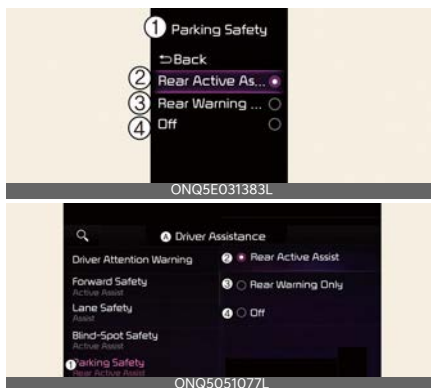 ① Parking Safety
⮌Back
② Rear Active As...
③ Rear Warning ...
④ Off
ONQ5E031383L
Ⓐ Driver Assistance
Driver Attention Warning
② Rear Active Assist
Forward Safety
Active Assist
③ Rear Warning Only
Lane Safety
Assist
④ Off
Blind-Spot Safety
Active Assist
① Parking Safety
Rear Active Assist
ONQ5051077L